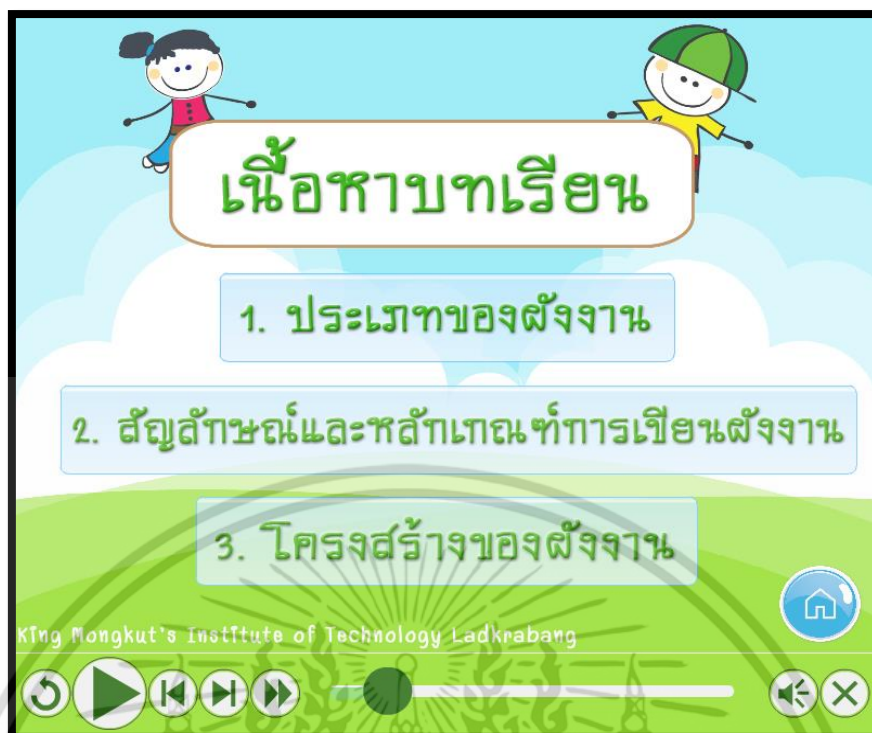 เนื้อหาบทเรียน
1. ประเภทของผังงาน
2. สัญลักษณ์และหลักเกณฑ์การเขียนผังงาน
3. โครงสร้างของผังงาน
King Mongkut's Institute of Technology Ladkrabang